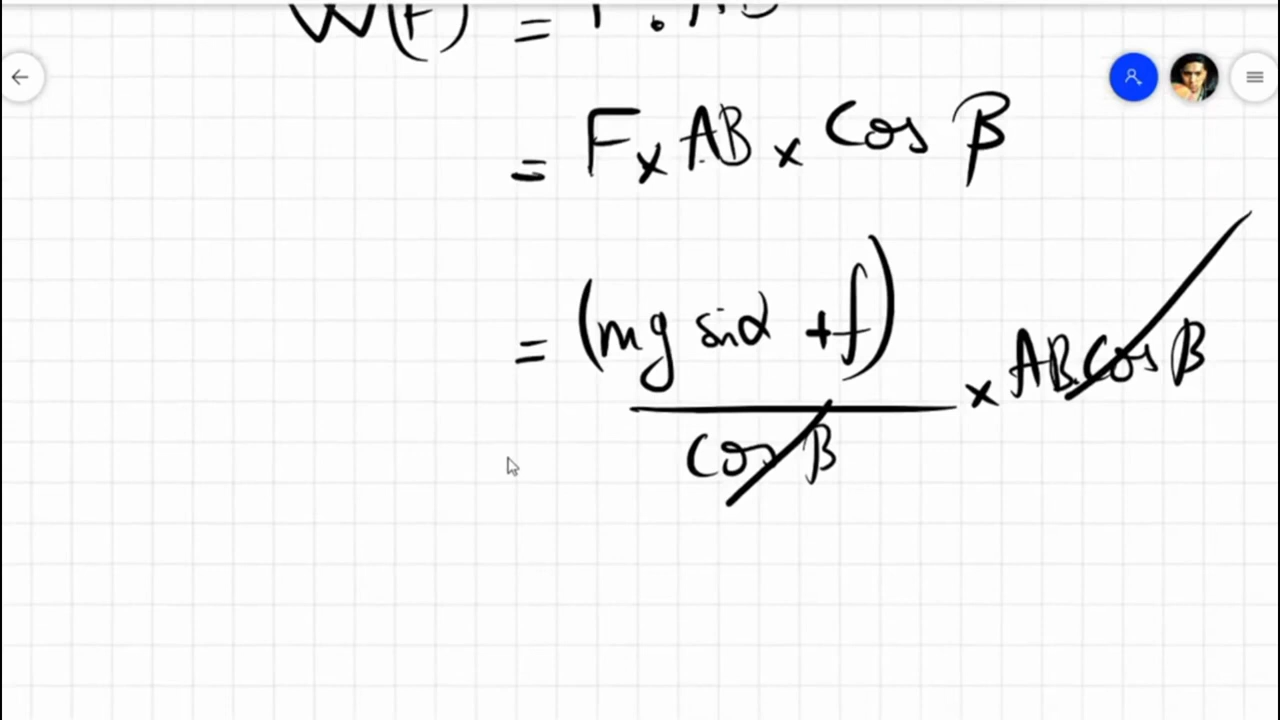 W(F) = F . AB
= F x AB x Cos β
= (mg sinα + f) / Cos β x AB Cos β